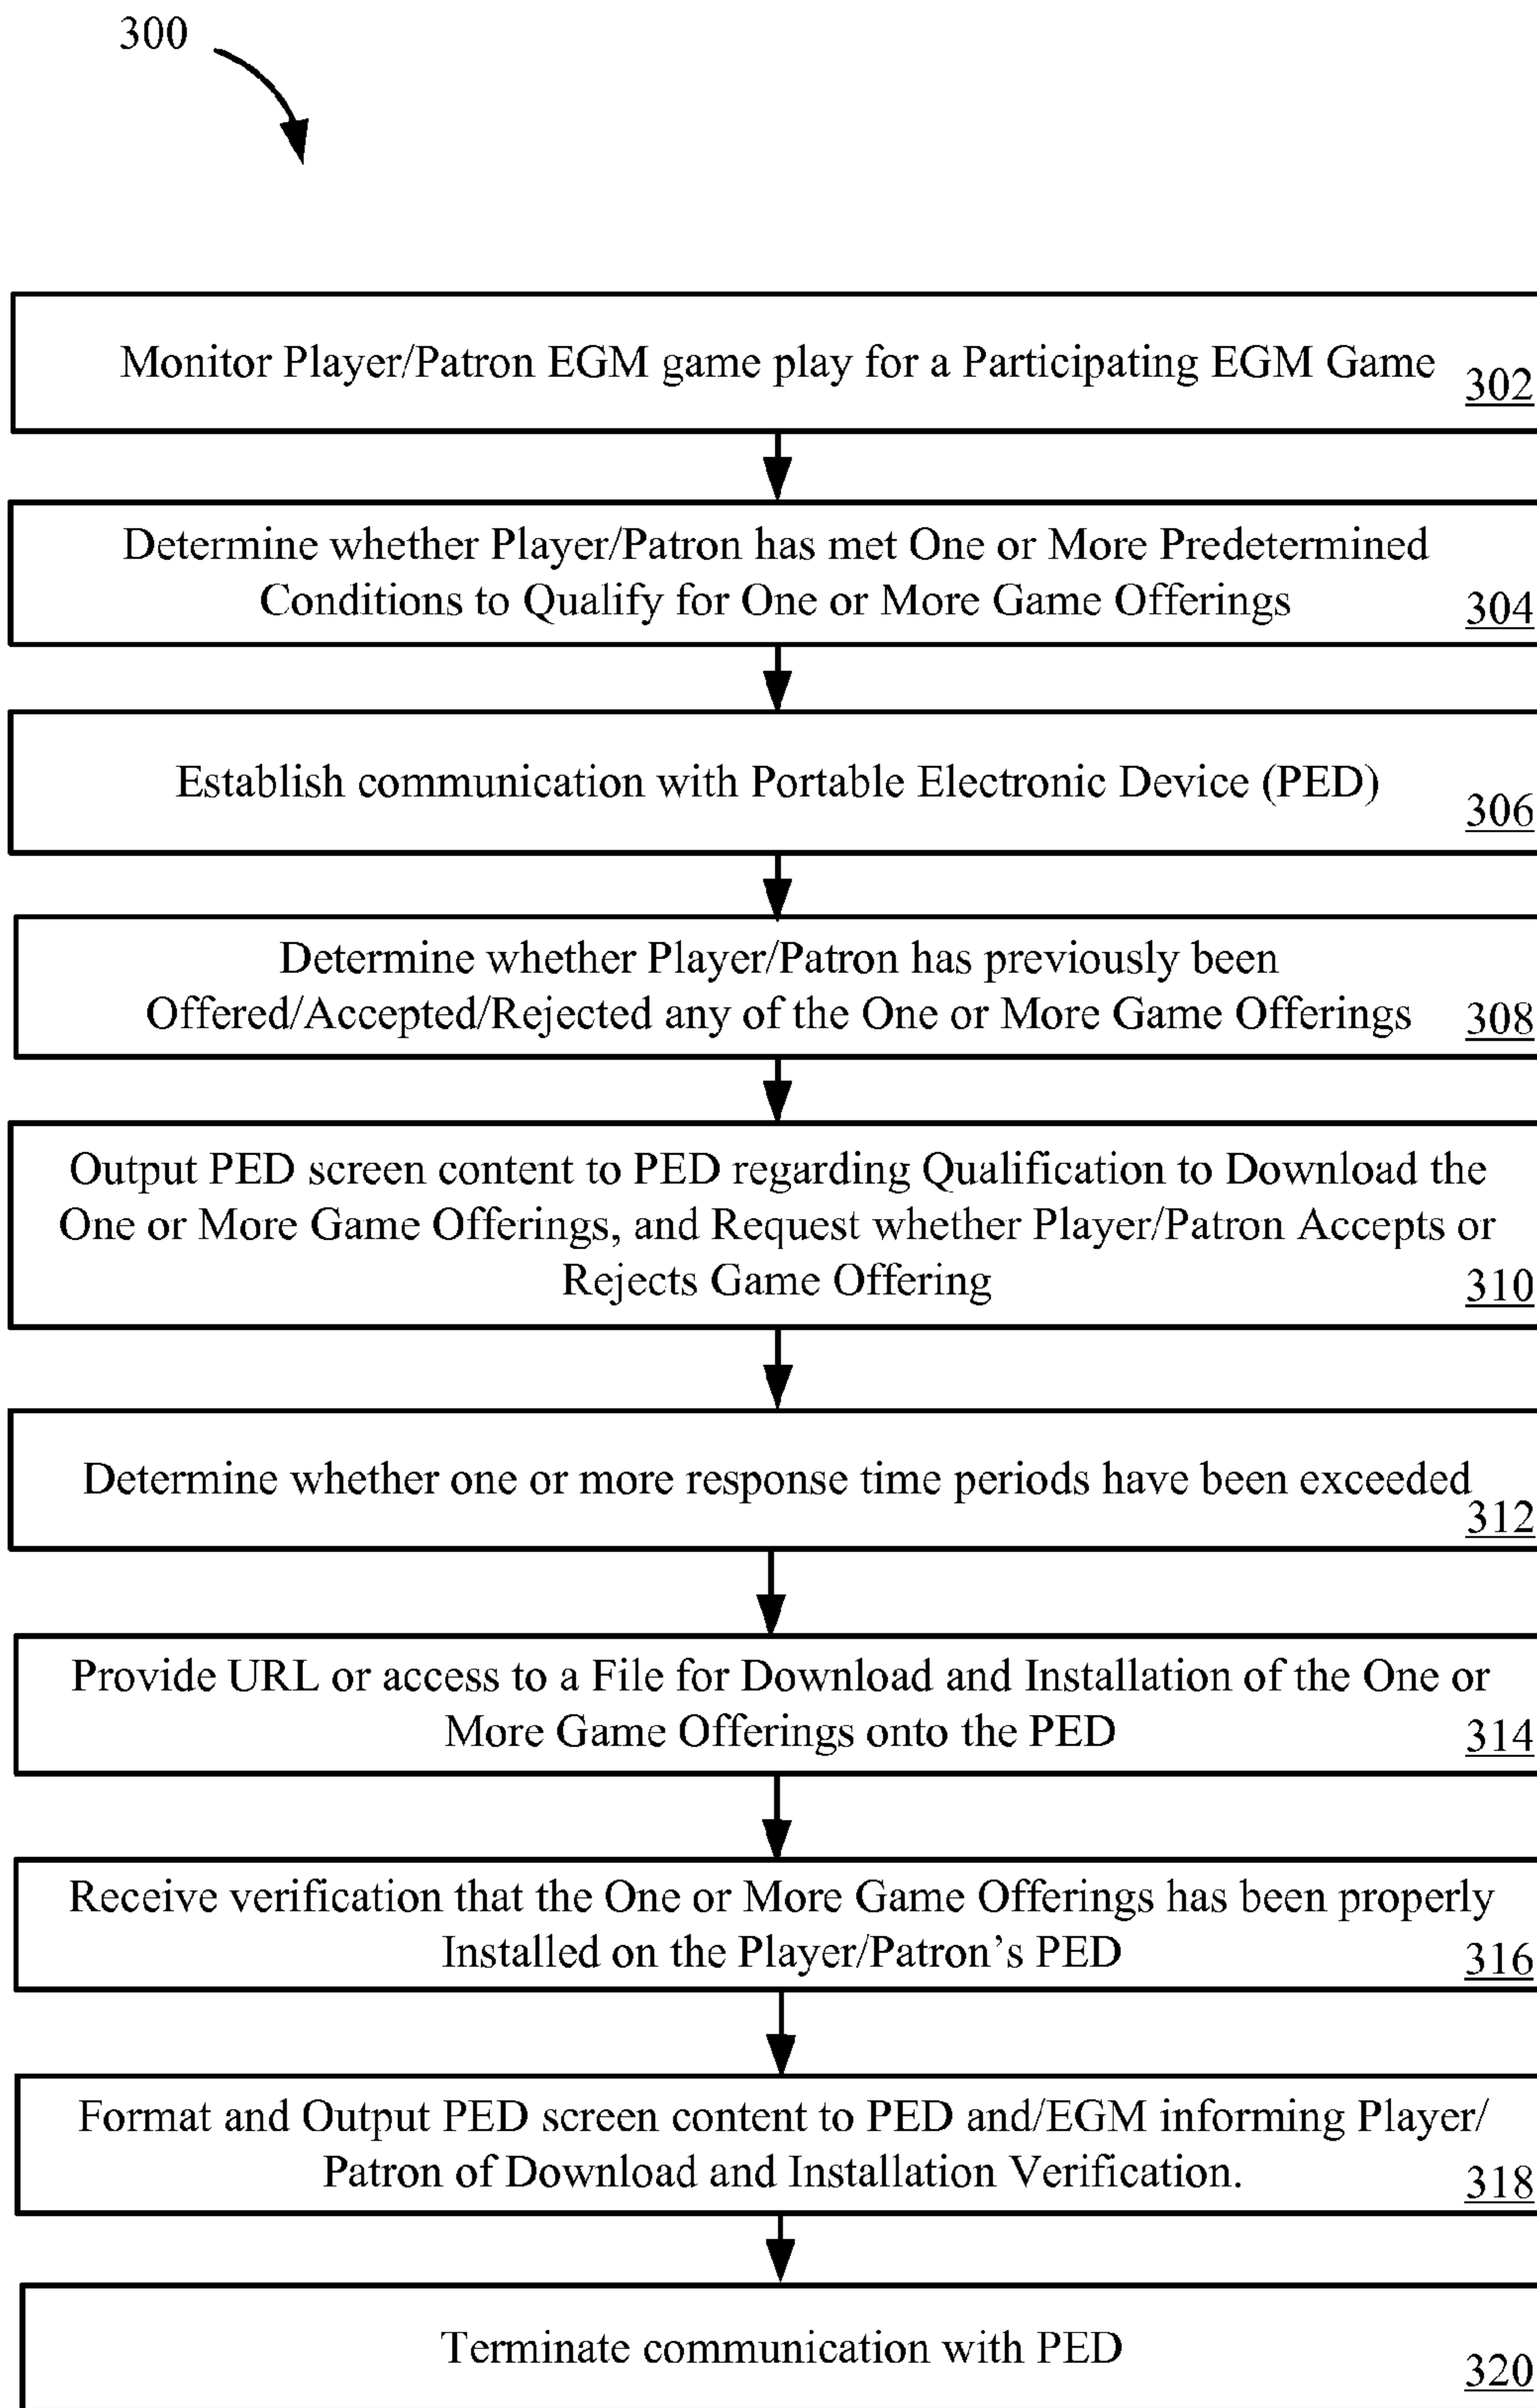 300
Monitor Player/Patron EGM game play for a Participating EGM Game
302
Determine whether Player/Patron has met One or More Predetermined
Conditions to Qualify for One or More Game Offerings
304
Establish communication with Portable Electronic Device (PED)
306
Determine whether Player/Patron has previously been
Offered/Accepted/Rejected any of the One or More Game Offerings
308
Output PED screen content to PED regarding Qualification to Download the
One or More Game Offerings, and Request whether Player/Patron Accepts or
Rejects Game Offering
310
Determine whether one or more response time periods have been exceeded
312
Provide URL or access to a File for Download and Installation of the One or
More Game Offerings onto the PED
314
Receive verification that the One or More Game Offerings has been properly
Installed on the Player/Patron’s PED
316
Format and Output PED screen content to PED and/EGM informing Player/
Patron of Download and Installation Verification.
318
Terminate communication with PED
320